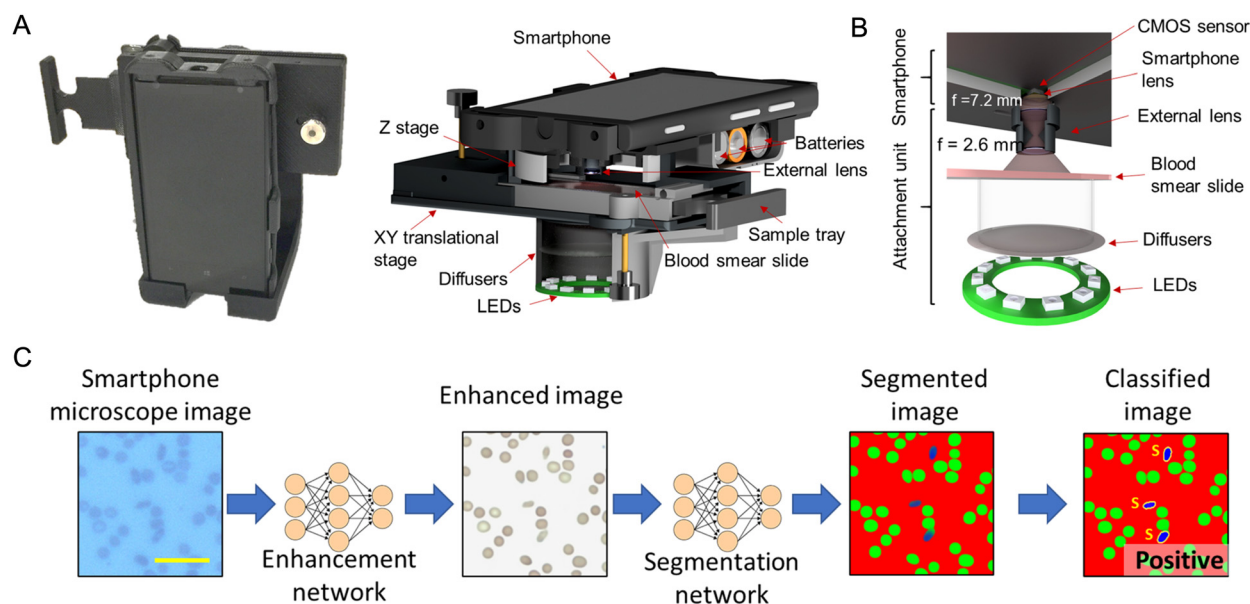 A
Smartphone
Z stage
Batteries
External lens
XY translational
stage
Sample tray
Blood smear slide
Diffusers
LEDs
B
CMOS sensor
Smartphone
lens
Smartphone
f =7.2 mm
External lens
f = 2.6 mm
Attachment unit
Blood
smear slide
Diffusers
LEDs
C
Smartphone
microscope image
Enhancement
network
Enhanced image
Segmentation
network
Segmented
image
Classified
image
S
S
S
Positive